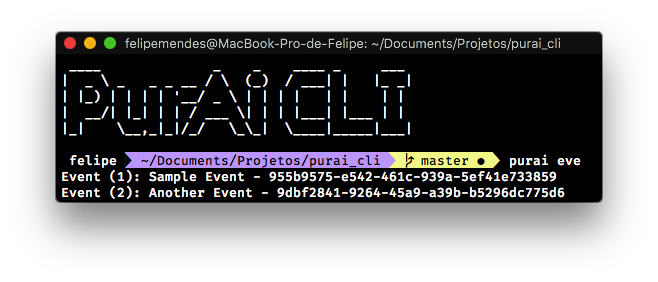 felipemendes@MacBook-Pro-de-Felipe: ~/Documents/Projetos/purai_cli
PurAi CLI
felipe ~/Documents/Projetos/purai_cli master ● purai eve
Event (1): Sample Event - 955b9575-e542-461c-939a-5ef41e733859
Event (2): Another Event - 9dbf2841-9264-45a9-a39b-b5296dc775d6